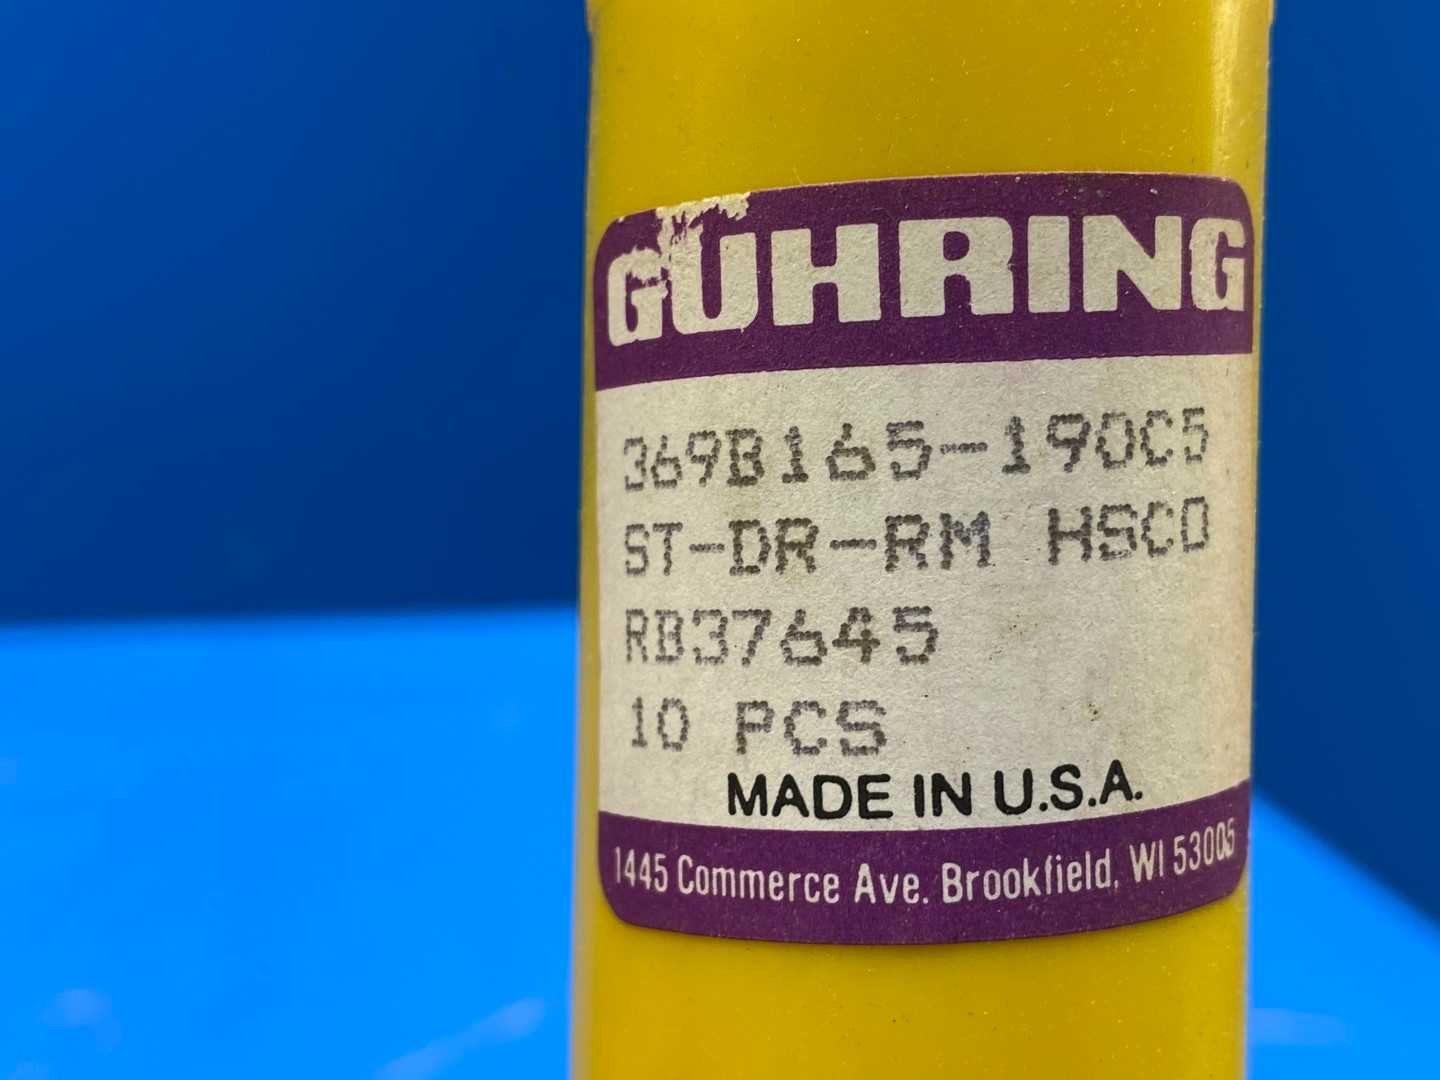 GUHRING
369B165-190C5
ST-DR-RM HSCO
RB37645
10 PCS
MADE IN U.S.A.
1445 Commerce Ave. Brookfield, WI 53005